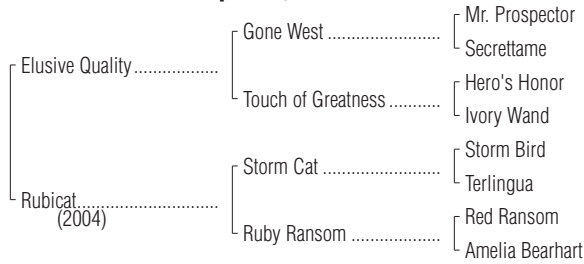 Mr. Prospector
Gone West ..................
Secrettame
Elusive Quality.................
Hero's Honor
Touch of Greatness ...........
Ivory Wand
Storm Bird
Storm Cat ...................
Terlingua
Rubicat............................
(2004)
Red Ransom
Ruby Ransom ................
Amelia Bearhart